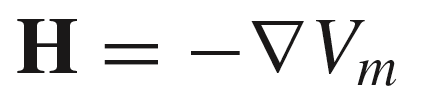 𝐇 = −∇V_m